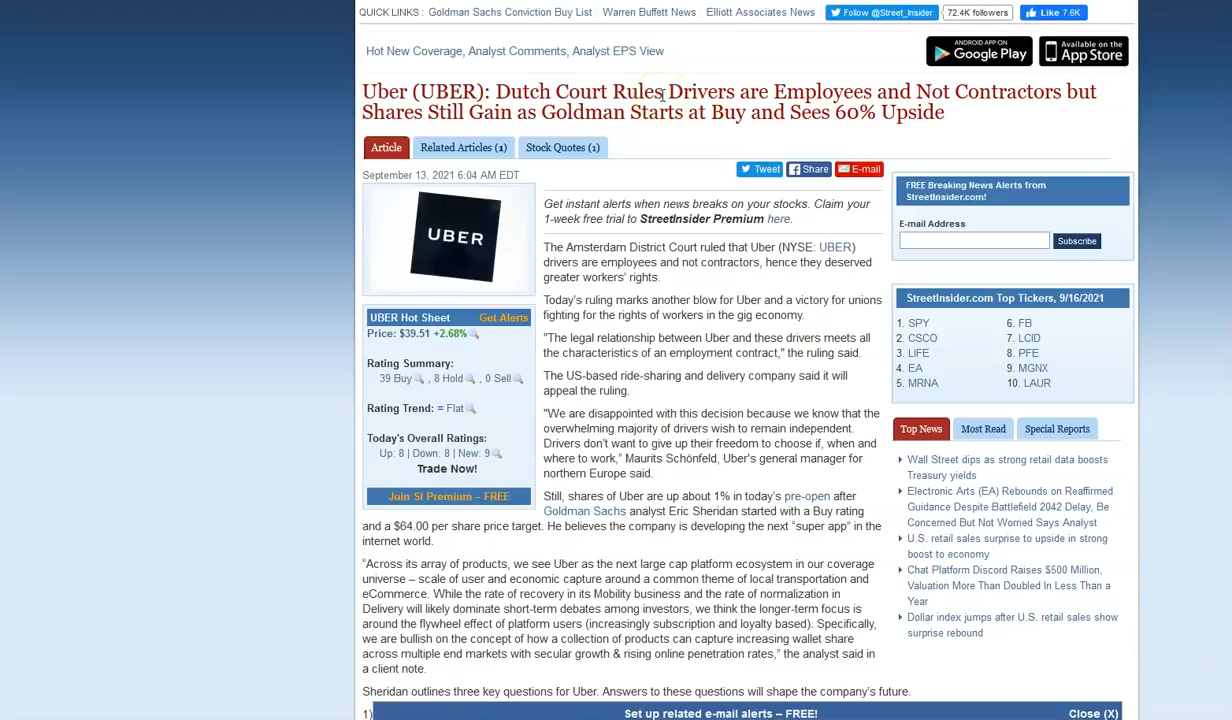 QUICK LINKS: Goldman Sachs Conviction Buy List Warren Buffett News Elliott Associates News Follow @Street_Insider 72.4K followers Like 7.6K
Hot New Coverage, Analyst Comments, Analyst EPS View
ANDROID APP ON
Google Play
Available on the
App Store
Uber (UBER): Dutch Court Rules Drivers are Employees and Not Contractors but
Shares Still Gain as Goldman Starts at Buy and Sees 60% Upside
Article Related Articles (1) Stock Quotes (1)
September 13, 2021 6:04 AM EDT
Tweet Share E-mail
UBER
UBER Hot Sheet Get Alerts
Price: $39.51 +2.68%
Rating Summary:
39 Buy , 8 Hold , 0 Sell
Rating Trend: = Flat
Today's Overall Ratings:
Up: 8 | Down: 8 | New: 9
Trade Now!
Join SI Premium – FREE
Get instant alerts when news breaks on your stocks. Claim your
1-week free trial to StreetInsider Premium here.
The Amsterdam District Court ruled that Uber (NYSE: UBER)
drivers are employees and not contractors, hence they deserved
greater workers' rights.
Today's ruling marks another blow for Uber and a victory for unions
fighting for the rights of workers in the gig economy.
"The legal relationship between Uber and these drivers meets all
the characteristics of an employment contract," the ruling said.
The US-based ride-sharing and delivery company said it will
appeal the ruling.
"We are disappointed with this decision because we know that the
overwhelming majority of drivers wish to remain independent.
Drivers don't want to give up their freedom to choose if, when and
where to work,” Maurits Schönfeld, Uber's general manager for
northern Europe said.
Still, shares of Uber are up about 1% in today's pre-open after
Goldman Sachs analyst Eric Sheridan started with a Buy rating
and a $64.00 per share price target. He believes the company is developing the next “super app” in the
internet world.
“Across its array of products, we see Uber as the next large cap platform ecosystem in our coverage
universe – scale of user and economic capture around a common theme of local transportation and
eCommerce. While the rate of recovery in its Mobility business and the rate of normalization in
Delivery will likely dominate short-term debates among investors, we think the longer-term focus is
around the flywheel effect of platform users (increasingly subscription and loyalty based). Specifically,
we are bullish on the concept of how a collection of products can capture increasing wallet share
across multiple end markets with secular growth & rising online penetration rates,” the analyst said in
a client note.
Sheridan outlines three key questions for Uber. Answers to these questions will shape the company's future.
1)
FREE Breaking News Alerts from
StreetInsider.com!
E-mail Address
Subscribe
StreetInsider.com Top Tickers, 9/16/2021
1. SPY 6. FB
2. CSCO 7. LCID
3. LIFE 8. PFE
4. EA 9. MGNX
5. MRNA 10. LAUR
Top News Most Read Special Reports
Wall Street dips as strong retail data boosts
Treasury yields
Electronic Arts (EA) Rebounds on Reaffirmed
Guidance Despite Battlefield 2042 Delay, Be
Concerned But Not Worried Says Analyst
U.S. retail sales surprise to upside in strong
boost to economy
Chat Platform Discord Raises $500 Million,
Valuation More Than Doubled In Less Than a
Year
Dollar index jumps after U.S. retail sales show
surprise rebound
Set up related e-mail alerts – FREE! Close (X)